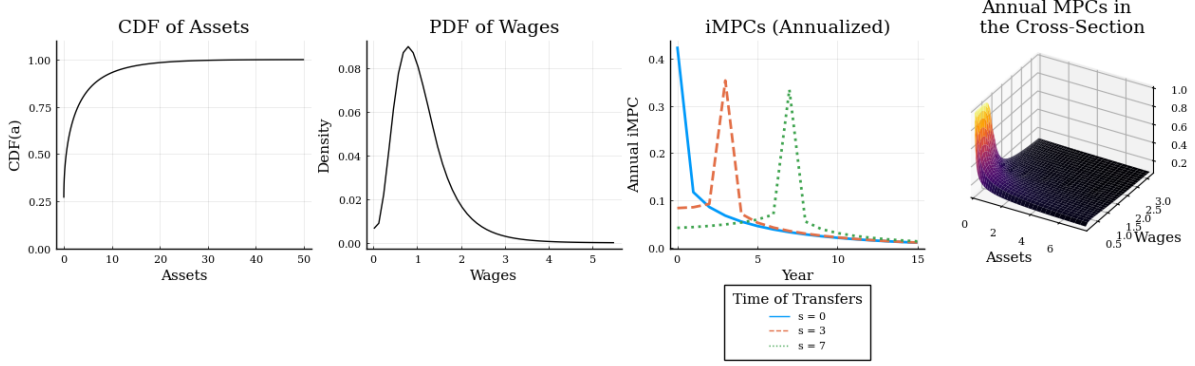 CDF of Assets
CDF(a)
1.00
0.75
0.50
0.25
0.00
0
10
20
30
40
50
Assets
PDF of Wages
Density
0.08
0.06
0.04
0.02
0.00
0
1
2
3
4
5
Wages
iMPCs (Annualized)
Annual iMPC
0.4
0.3
0.2
0.1
0.0
0
5
10
15
Year
Time of Transfers
s = 0
s = 3
s = 7
Annual MPCs in
the Cross-Section
1.0
0.8
0.6
0.4
0.2
0
2
4
6
Assets
3.0
2.5
2.0
1.5
1.0
0.5
Wages